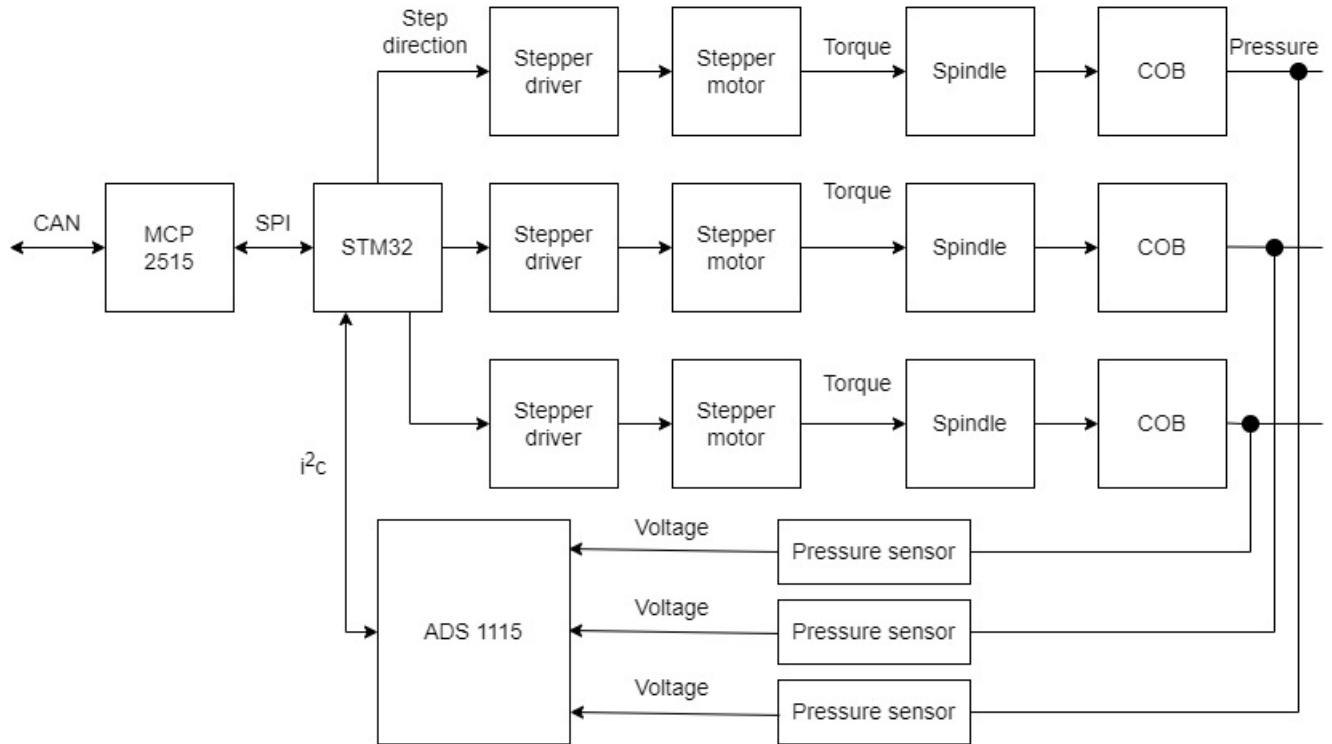 Step
direction
Stepper
driver
Stepper
motor
Torque
Spindle
COB
Pressure
CAN
MCP
2515
SPI
STM32
Stepper
driver
Stepper
motor
Torque
Spindle
COB
Stepper
driver
Stepper
motor
Torque
Spindle
COB
i²c
ADS 1115
Voltage
Pressure sensor
Voltage
Pressure sensor
Voltage
Pressure sensor